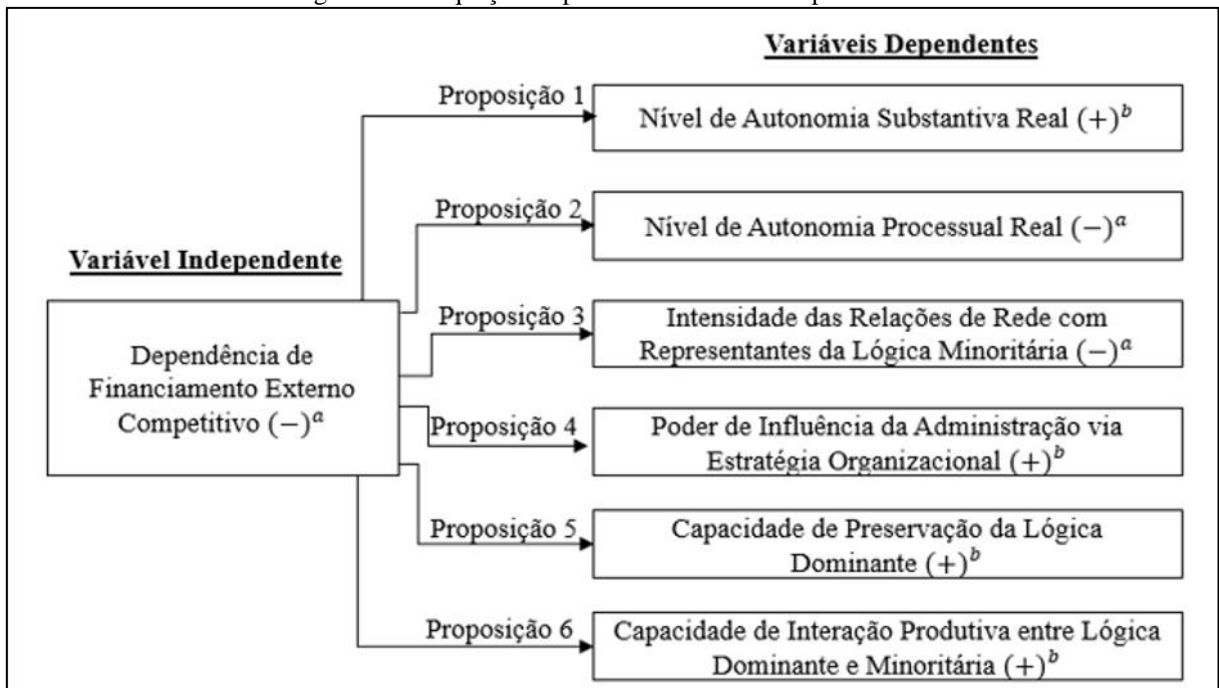 Variáveis Dependentes
Proposição 1
Nível de Autonomia Substantiva Real (+)ᵇ
Proposição 2
Nível de Autonomia Processual Real (−)ᵃ
Variável Independente
Dependência de
Financiamento Externo
Competitivo (−)ᵃ
Proposição 3
Intensidade das Relações de Rede com
Representantes da Lógica Minoritária (−)ᵃ
Proposição 4
Poder de Influência da Administração via
Estratégia Organizacional (+)ᵇ
Proposição 5
Capacidade de Preservação da Lógica
Dominante (+)ᵇ
Proposição 6
Capacidade de Interação Produtiva entre Lógica
Dominante e Minoritária (+)ᵇ